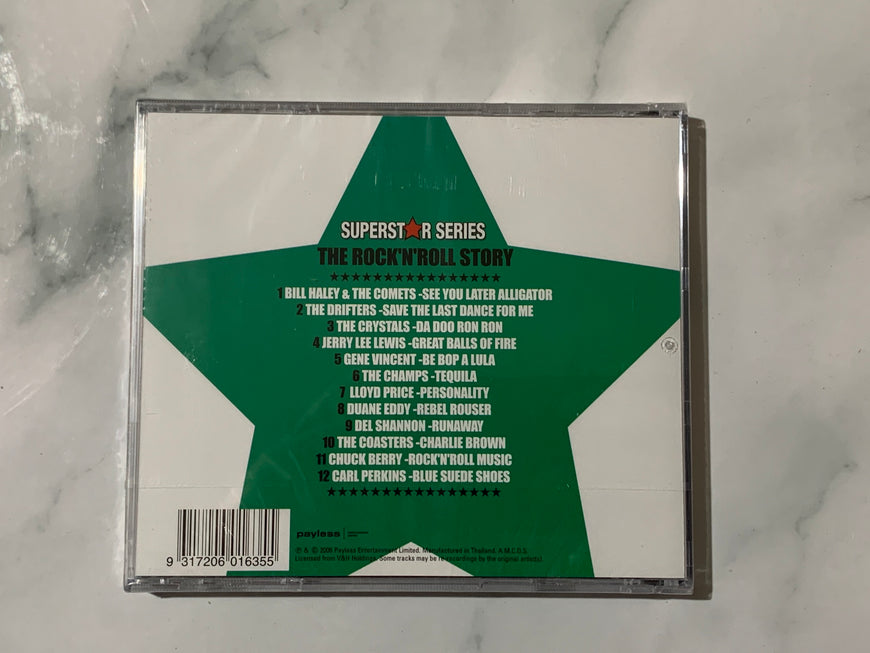 SUPERST★R SERIES
THE ROCK'N'ROLL STORY
1 BILL HALEY & THE COMETS -SEE YOU LATER ALLIGATOR
2 THE DRIFTERS -SAVE THE LAST DANCE FOR ME
3 THE CRYSTALS -DA DOO RON RON
4 JERRY LEE LEWIS -GREAT BALLS OF FIRE
5 GENE VINCENT -BE BOP A LULA
6 THE CHAMPS -TEQUILA
7 LLOYD PRICE -PERSONALITY
8 DUANE EDDY -REBEL ROUSER
9 DEL SHANNON -RUNAWAY
10 THE COASTERS -CHARLIE BROWN
11 CHUCK BERRY -ROCK'N'ROLL MUSIC
12 CARL PERKINS -BLUE SUEDE SHOES
payless
℗ & © 2006 Payless Entertainment Limited. Manufactured in Thailand. A.M.C.O.S.
Licensed from V&H Holdings. Some tracks may be re recordings by the original artist(s).
9 317206 016355